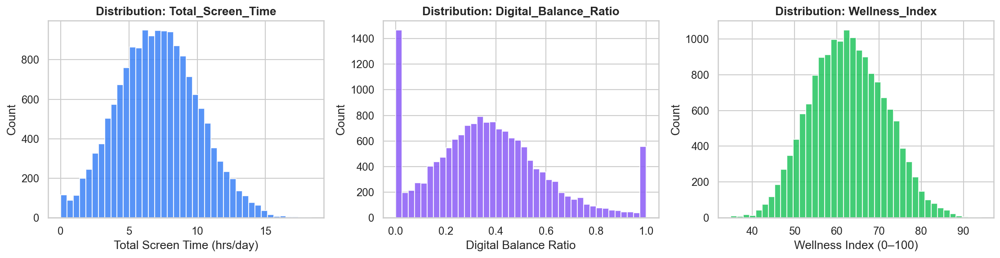 Distribution: Total_Screen_Time
800
600
400
200
0
Count
0 5 10 15
Total Screen Time (hrs/day)
Distribution: Digital_Balance_Ratio
1400
1200
1000
800
600
400
200
0
Count
0.0 0.2 0.4 0.6 0.8 1.0
Digital Balance Ratio
Distribution: Wellness_Index
1000
800
600
400
200
0
Count
40 50 60 70 80 90
Wellness Index (0–100)